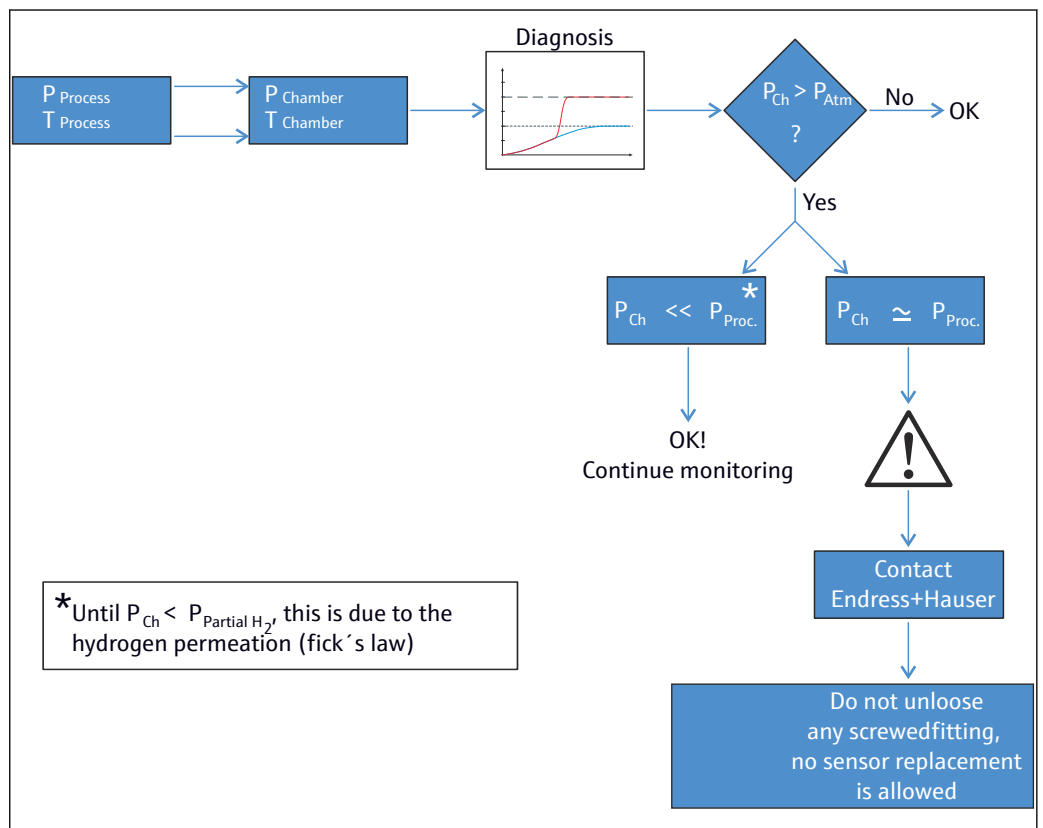 Diagnosis
P Process
T Process
P Chamber
T Chamber
P Ch > P Atm
?
No
OK
Yes
P Ch << P Proc. *
P Ch ≃ P Proc.
OK!
Continue monitoring
!
Contact
Endress+Hauser
*Until P Ch < P Partial H2, this is due to the
hydrogen permeation (fick´s law)
Do not unloose
any screwedfitting,
no sensor replacement
is allowed